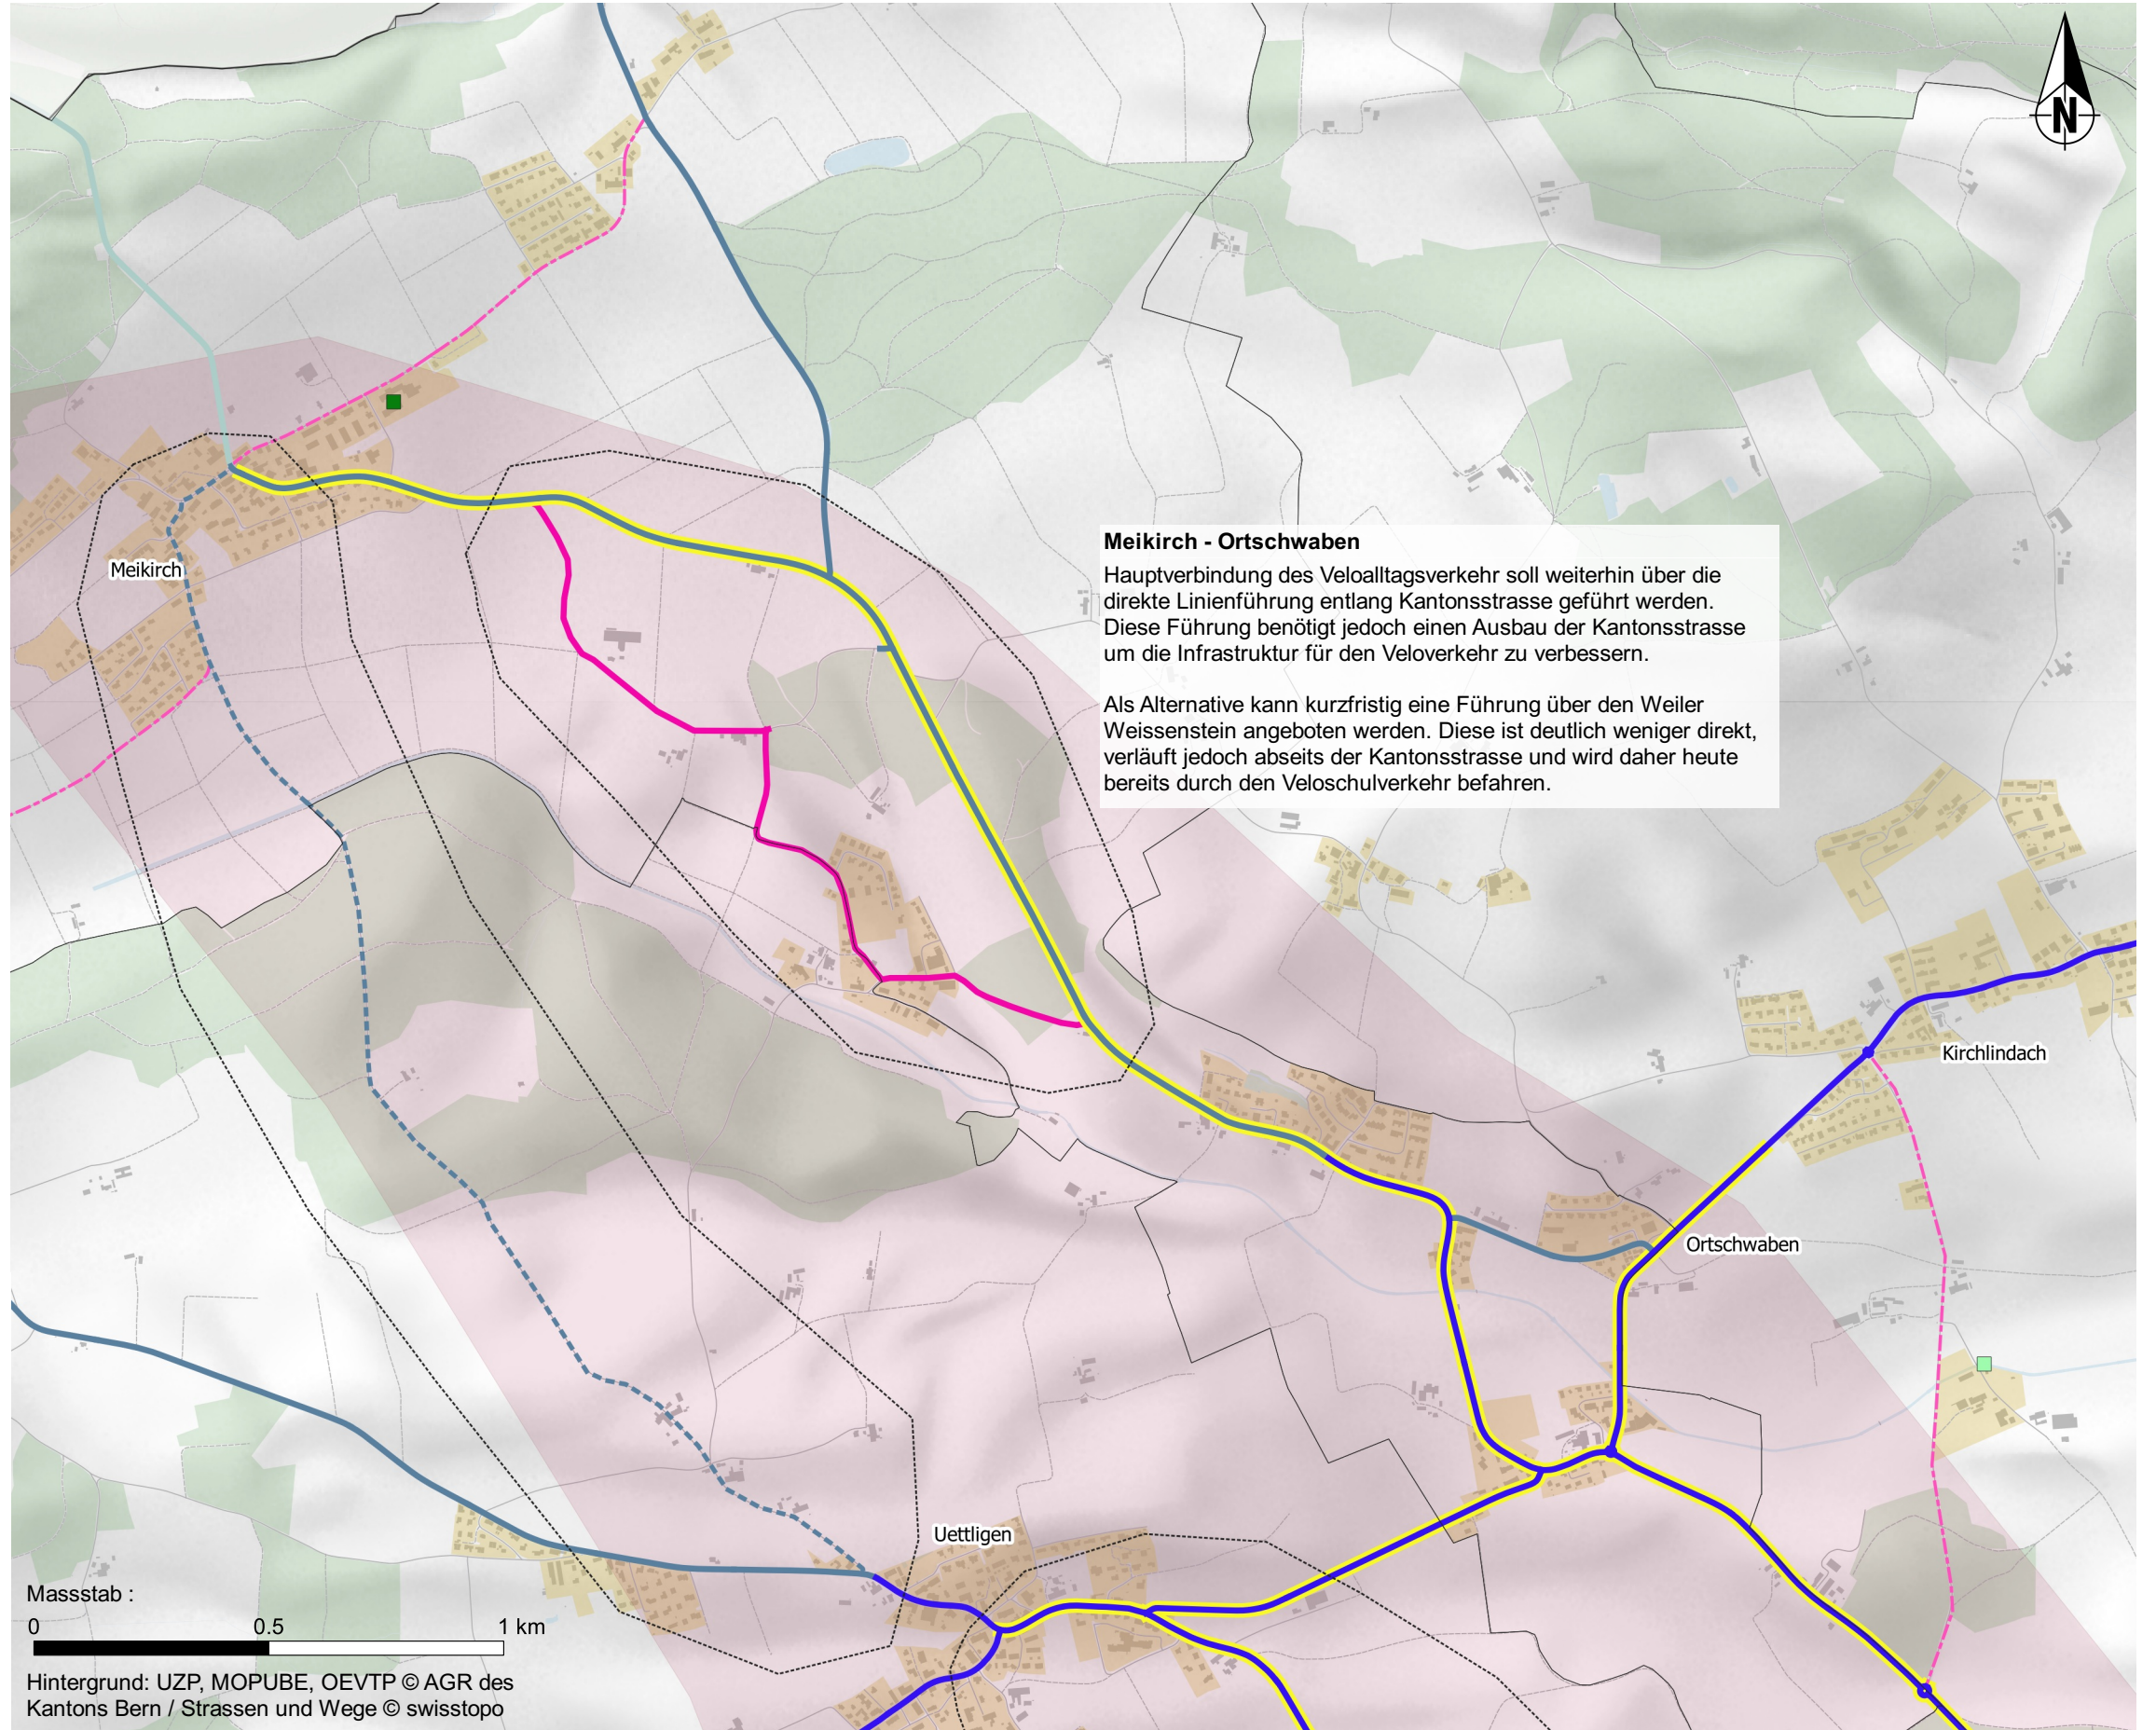 N
Meikirch - Ortschwaben
Hauptverbindung des Veloalltagsverkehr soll weiterhin über die
direkte Linienführung entlang Kantonsstrasse geführt werden.
Diese Führung benötigt jedoch einen Ausbau der Kantonsstrasse
um die Infrastruktur für den Veloverkehr zu verbessern.
Als Alternative kann kurzfristig eine Führung über den Weiler
Weissenstein angeboten werden. Diese ist deutlich weniger direkt,
verläuft jedoch abseits der Kantonsstrasse und wird daher heute
bereits durch den Veloschulverkehr befahren.
Meikirch
Kirchlindach
Ortschwaben
Uettligen
Massstab :
0 0.5 1 km
Hintergrund: UZP, MOPUBE, OEVTP © AGR des
Kantons Bern / Strassen und Wege © swisstopo